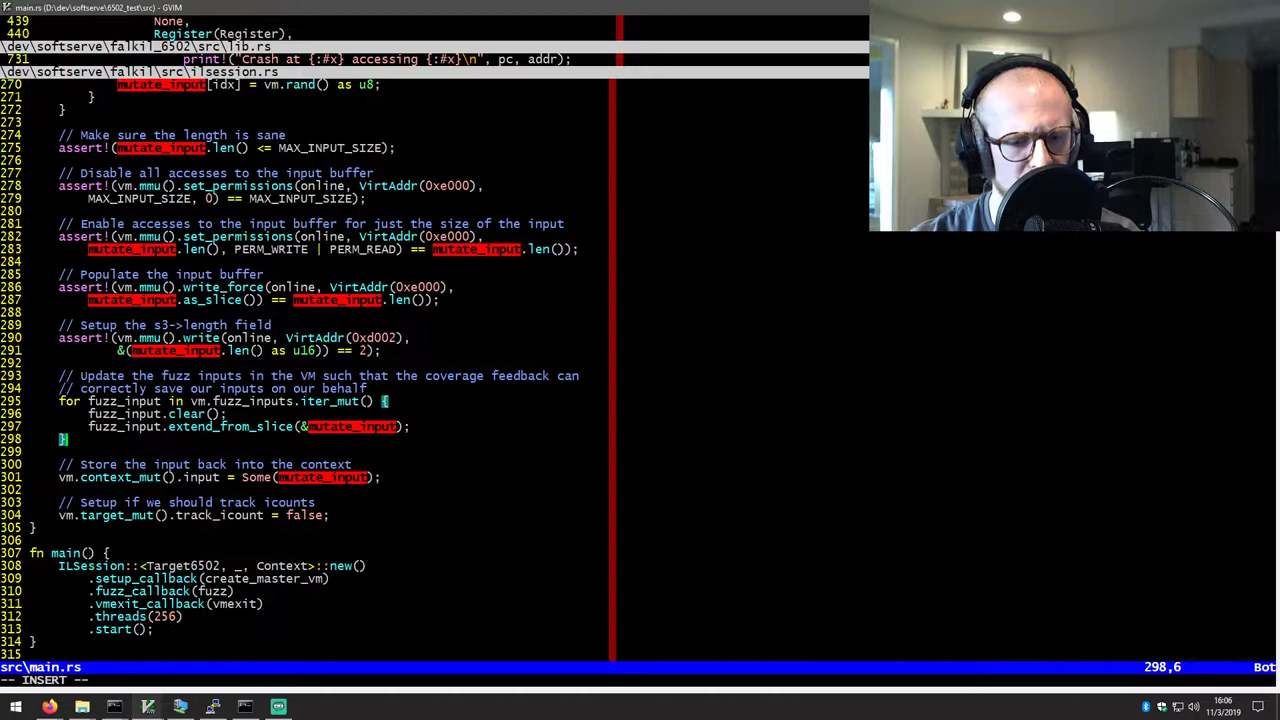 main.rs (D:\dev\softserve\6502_test\src) - GVIM
439 None,
440 Register(Register),
\dev\softserve\falkil_6502\src\lib.rs
731 print!("Crash at {:#x} accessing {:#x}\n", pc, addr);
\dev\softserve\falkil\src\ilsession.rs
270 mutate_input[idx] = vm.rand() as u8;
271 }
272 }
273
274 // Make sure the length is sane
275 assert!(mutate_input.len() <= MAX_INPUT_SIZE);
276
277 // Disable all accesses to the input buffer
278 assert!(vm.mmu().set_permissions(online, VirtAddr(0xe000),
279 MAX_INPUT_SIZE, 0) == MAX_INPUT_SIZE);
280
281 // Enable accesses to the input buffer for just the size of the input
282 assert!(vm.mmu().set_permissions(online, VirtAddr(0xe000),
283 mutate_input.len(), PERM_WRITE | PERM_READ) == mutate_input.len());
284
285 // Populate the input buffer
286 assert!(vm.mmu().write_force(online, VirtAddr(0xe000),
287 mutate_input.as_slice()) == mutate_input.len());
288
289 // Setup the s3->length field
290 assert!(vm.mmu().write(online, VirtAddr(0xd002),
291 &(mutate_input.len() as u16)) == 2);
292
293 // Update the fuzz inputs in the VM such that the coverage feedback can
294 // correctly save our inputs on our behalf
295 for fuzz_input in vm.fuzz_inputs.iter_mut() {
296 fuzz_input.clear();
297 fuzz_input.extend_from_slice(&mutate_input);
298 }
299
300 // Store the input back into the context
301 vm.context_mut().input = Some(mutate_input);
302
303 // Setup if we should track icounts
304 vm.target_mut().track_icount = false;
305 }
306
307 fn main() {
308 ILSession::<Target6502, _, Context>::new()
309 .setup_callback(create_master_vm)
310 .fuzz_callback(fuzz)
311 .vmexit_callback(vmexit)
312 .threads(256)
313 .start();
314 }
315
src\main.rs 298,6 Bot
-- INSERT --
16:06
11/3/2019